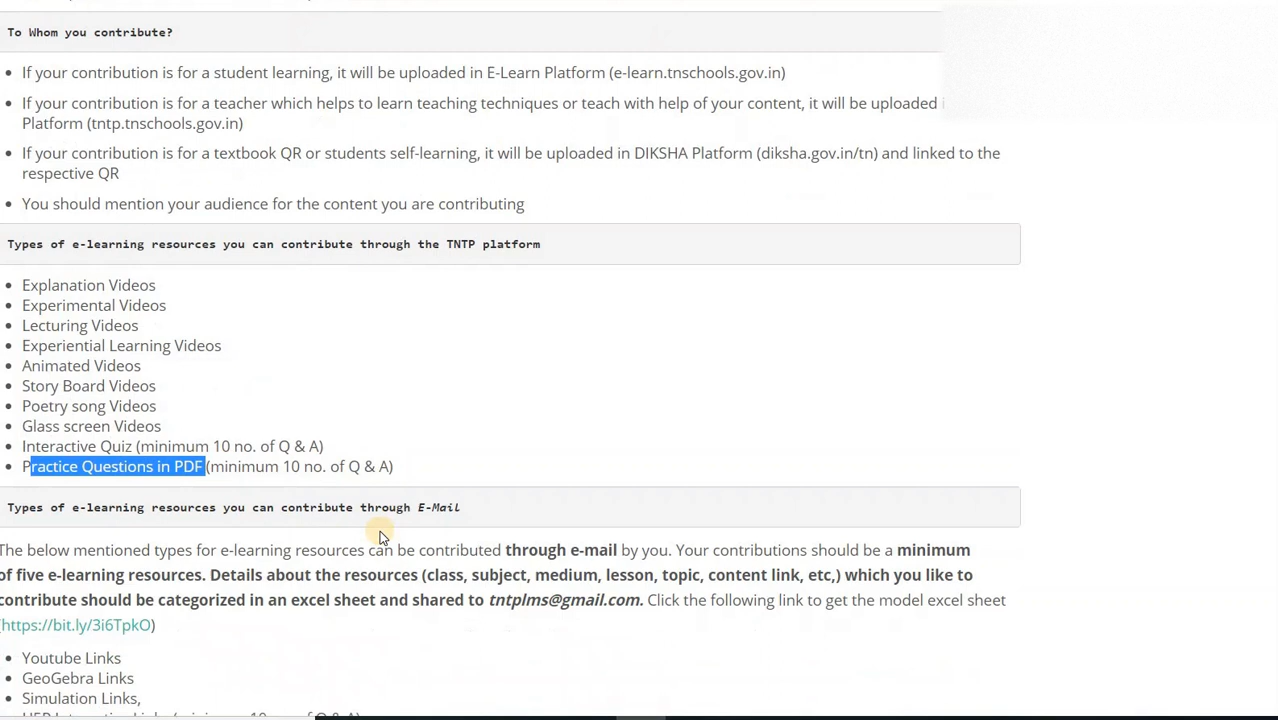 To Whom you contribute?
If your contribution is for a student learning, it will be uploaded in E-Learn Platform (e-learn.tnschools.gov.in)
If your contribution is for a teacher which helps to learn teaching techniques or teach with help of your content, it will be uploaded
Platform (tntp.tnschools.gov.in)
If your contribution is for a textbook QR or students self-learning, it will be uploaded in DIKSHA Platform (diksha.gov.in/tn) and linked to the
respective QR
You should mention your audience for the content you are contributing
Types of e-learning resources you can contribute through the TNTP platform
Explanation Videos
Experimental Videos
Lecturing Videos
Experiential Learning Videos
Animated Videos
Story Board Videos
Poetry song Videos
Glass screen Videos
Interactive Quiz (minimum 10 no. of Q & A)
Practice Questions in PDF (minimum 10 no. of Q & A)
Types of e-learning resources you can contribute through E-Mail
The below mentioned types for e-learning resources can be contributed through e-mail by you. Your contributions should be a minimum
of five e-learning resources. Details about the resources (class, subject, medium, lesson, topic, content link, etc,) which you like to
contribute should be categorized in an excel sheet and shared to tntplms@gmail.com. Click the following link to get the model excel sheet
(https://bit.ly/3i6TpkO)
Youtube Links
GeoGebra Links
Simulation Links,